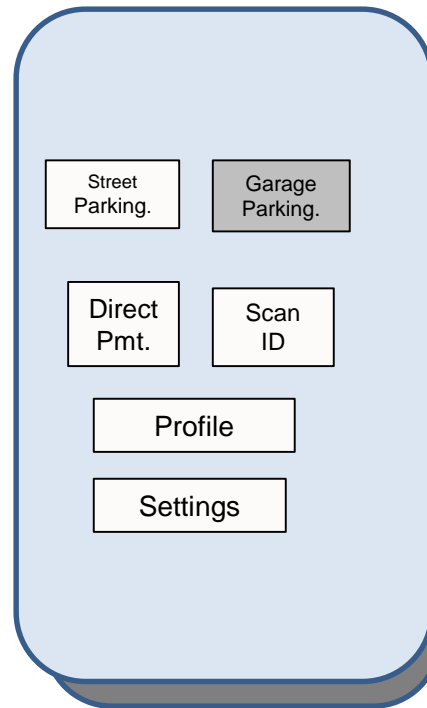 Street
Parking.
Garage
Parking.
Direct
Pmt.
Scan
ID
Profile
Settings